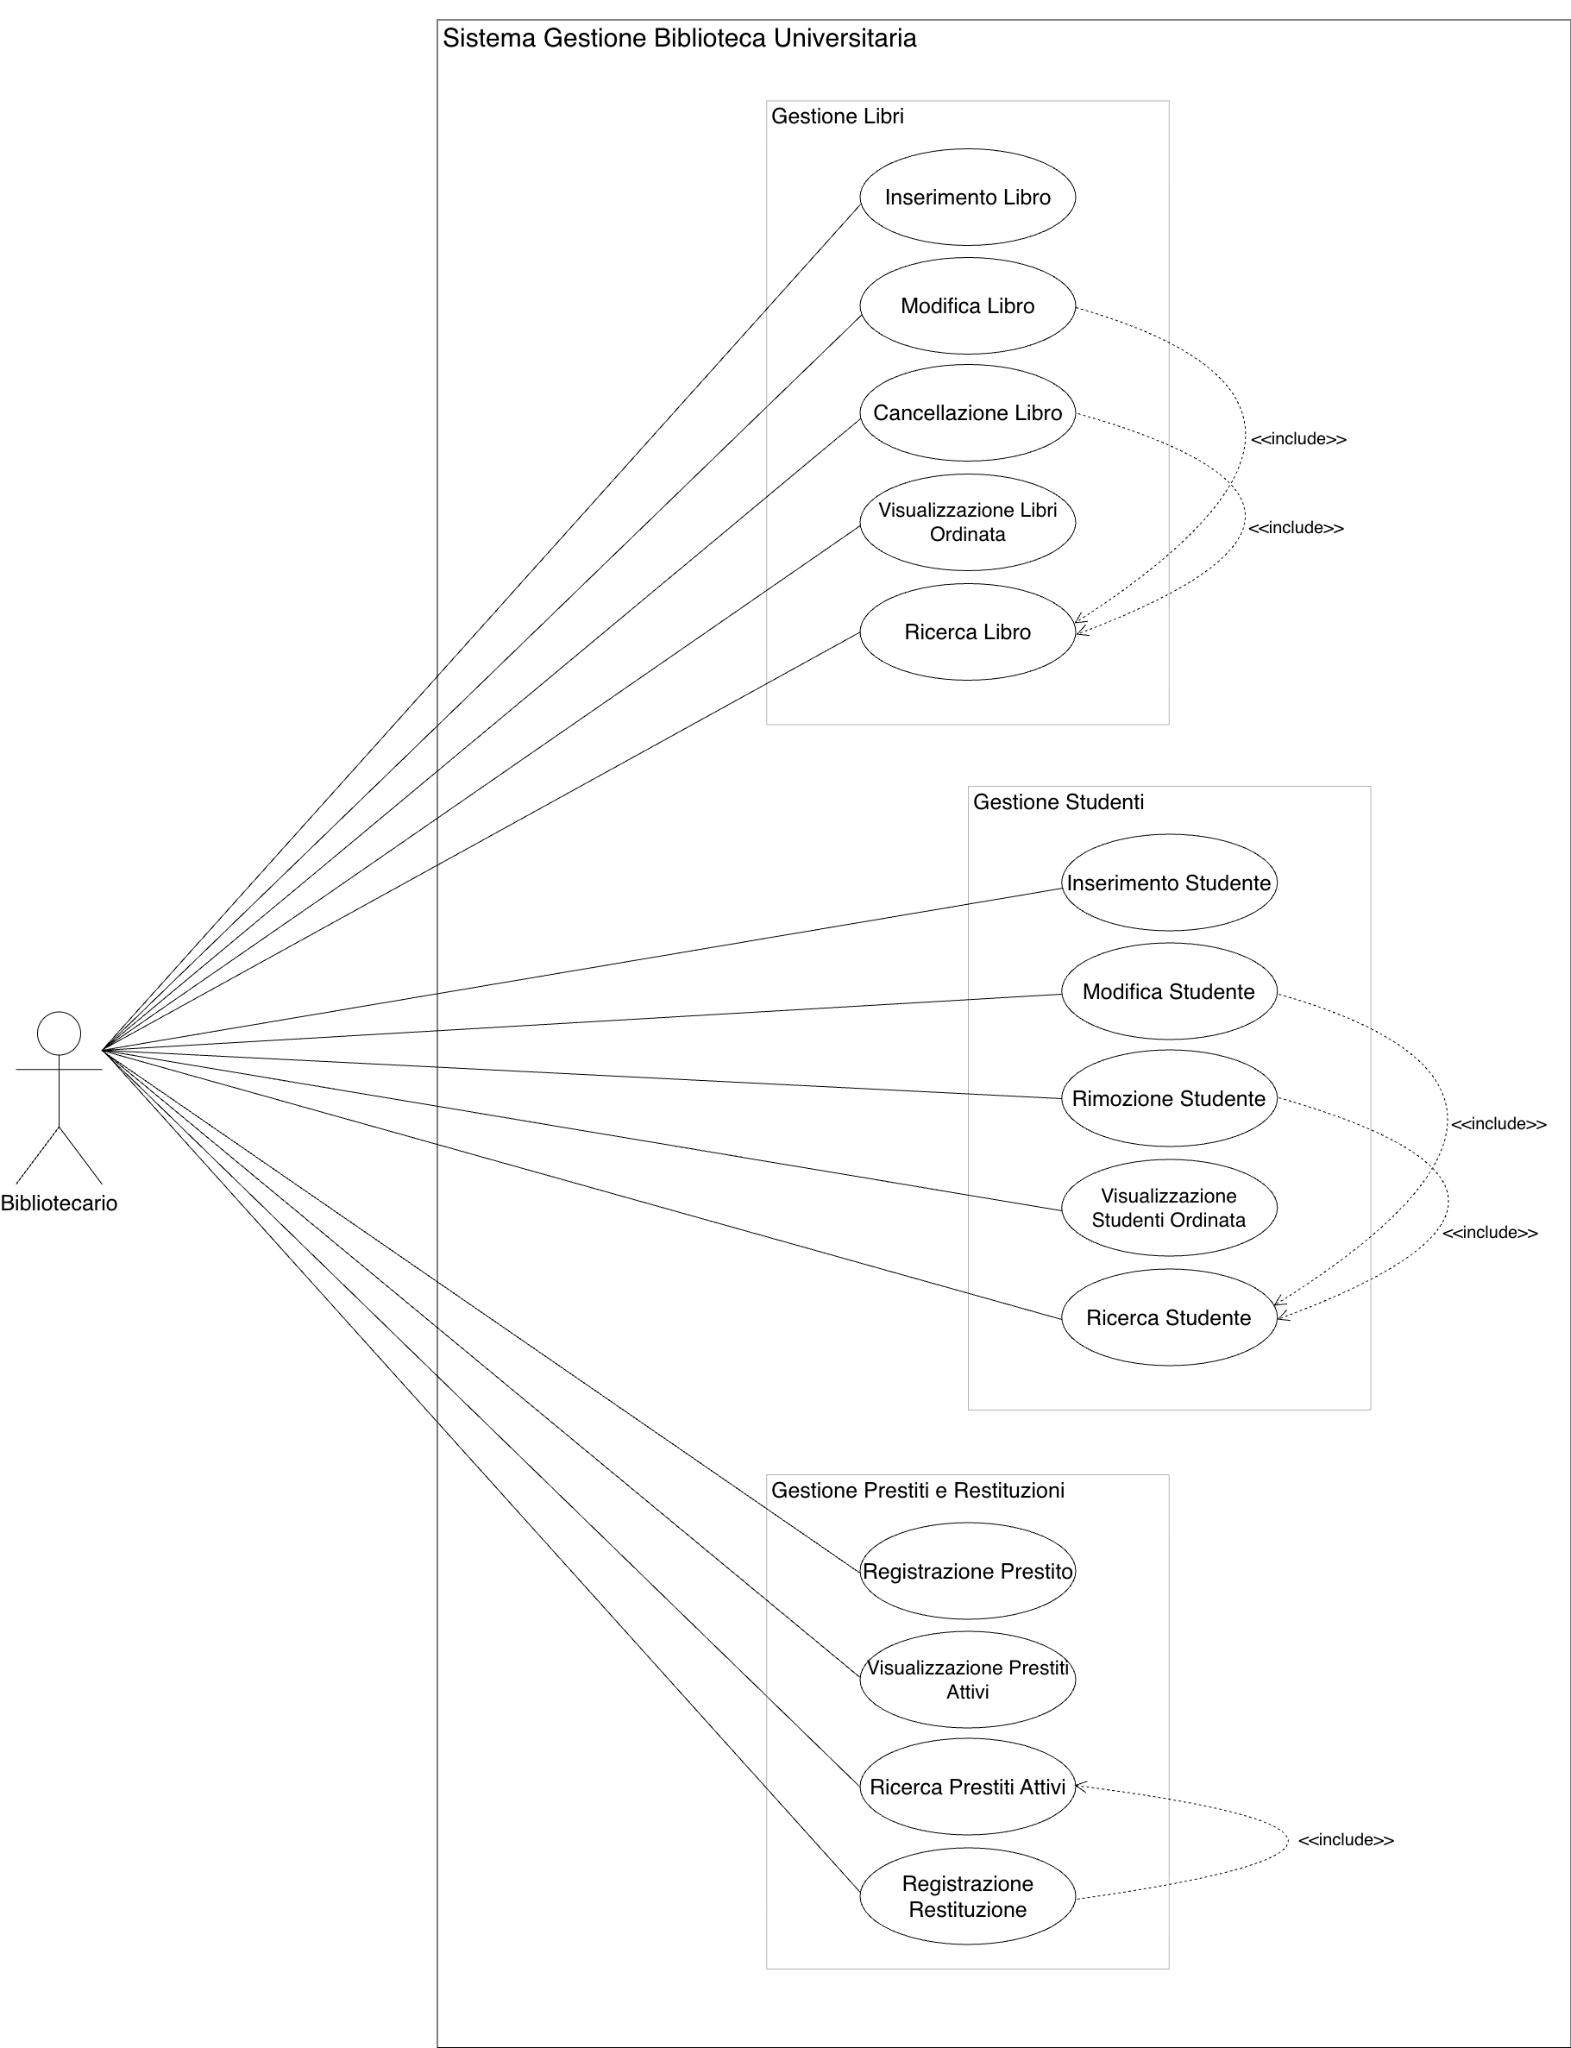 Sistema Gestione Biblioteca Universitaria
Gestione Libri
Inserimento Libro
Modifica Libro
Cancellazione Libro
<<include>>
Visualizzazione Libri
Ordinata
<<include>>
Ricerca Libro
Gestione Studenti
Inserimento Studente
Modifica Studente
Rimozione Studente
<<include>>
Visualizzazione
Studenti Ordinata
<<include>>
Ricerca Studente
Bibliotecario
Gestione Prestiti e Restituzioni
Registrazione Prestito
Visualizzazione Prestiti
Attivi
Ricerca Prestiti Attivi
<<include>>
Registrazione
Restituzione